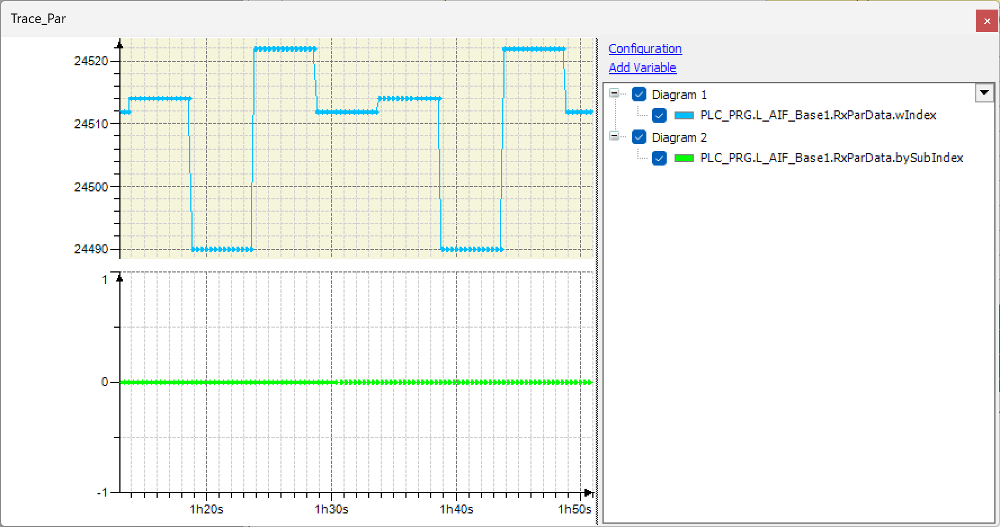 Trace_Par
Configuration
Add Variable
Diagram 1
PLC_PRG.L_AIF_Base1.RxParData.wIndex
Diagram 2
PLC_PRG.L_AIF_Base1.RxParData.bySubIndex
24520
24510
24500
24490
1
0
-1
1h20s 1h30s 1h40s 1h50s